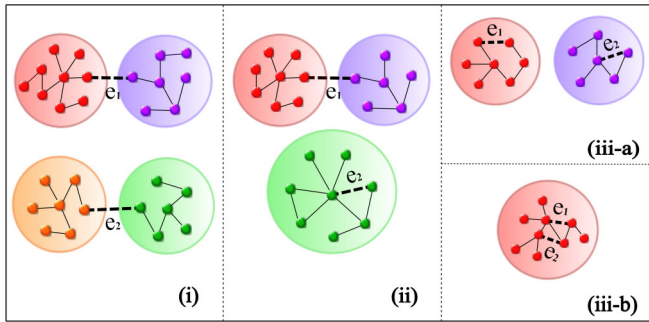 e₁
e₂
(i)
e₁
e₂
(ii)
e₁
e₂
(iii-a)
e₁
e₂
(iii-b)